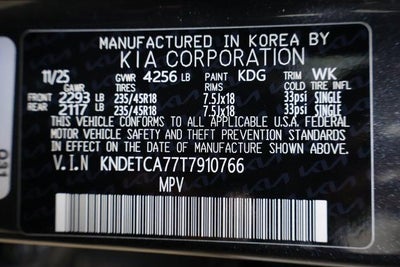 MANUFACTURED IN KOREA BY
KIA CORPORATION
11/25 GVWR 4256 LB PAINT KDG TRIM WK
TIRES RIMS COLD TIRE INFL
FRONT 2293 LB 235/45R18 7.5Jx18 33psi SINGLE
REAR 2117 LB 235/45R18 7.5Jx18 33psi SINGLE
THIS VEHICLE CONFORMS TO ALL APPLICABLE U.S.A FEDERAL
MOTOR VEHICLE SAFETY AND THEFT PREVENTION STANDARDS
IN EFFECT ON THE DATE OF MANUFACTURE SHOWN ABOVE.
V.I.N KNDETCA77T7910766
MPV